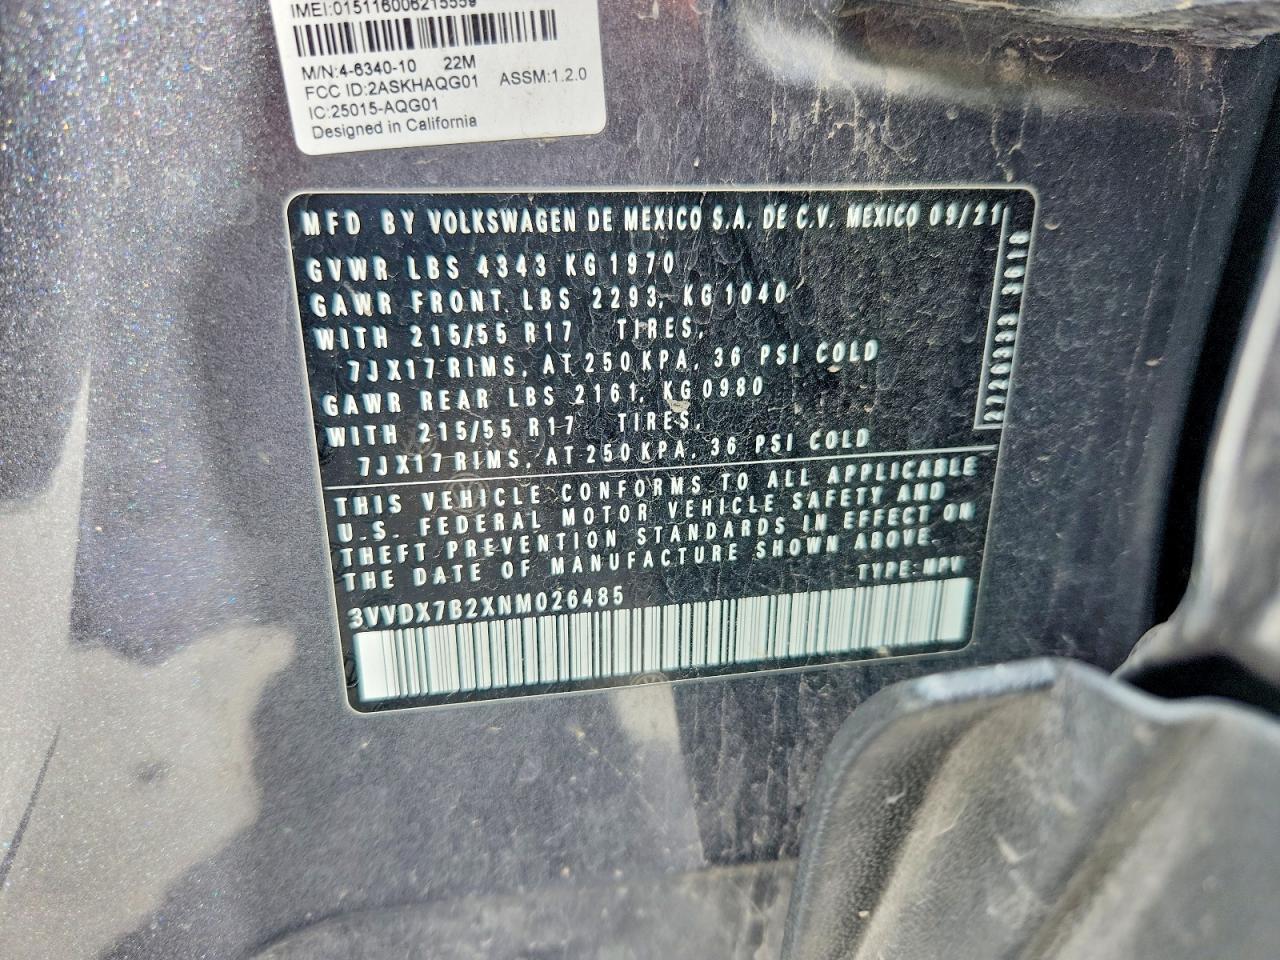 IMEI:015116006215559
M/N:4-6340-10 22M
FCC ID:2ASKHAQG01 ASSM:1.2.0
IC:25015-AQG01
Designed in California
MFD BY VOLKSWAGEN DE MEXICO S.A. DE C.V. MEXICO 09/21
GVWR LBS 4343 KG 1970
GAWR FRONT LBS 2293, KG 1040
WITH 215/55 R17 TIRES,
7JX17 RIMS, AT 250 KPA, 36 PSI COLD
GAWR REAR LBS 2161, KG 0980
WITH 215/55 R17 TIRES,
7JX17 RIMS, AT 250 KPA, 36 PSI COLD
THIS VEHICLE CONFORMS TO ALL APPLICABLE
U.S. FEDERAL MOTOR VEHICLE SAFETY AND
THEFT PREVENTION STANDARDS IN EFFECT ON
THE DATE OF MANUFACTURE SHOWN ABOVE.
TYPE: MPV
3VVDX7B2XNM026485